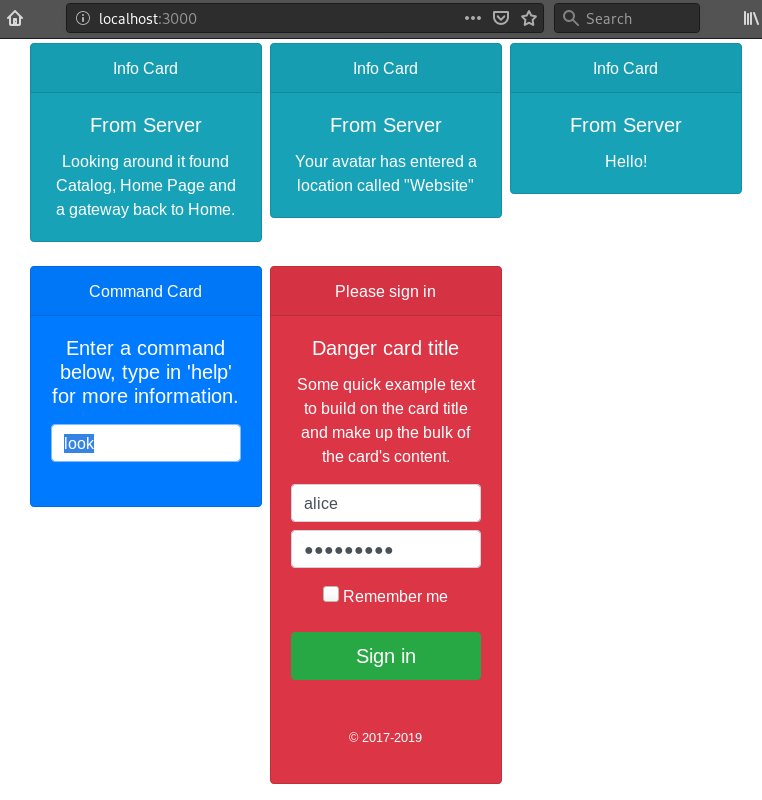 localhost:3000
Search
Info Card
From Server
Looking around it found
Catalog, Home Page and
a gateway back to Home.
Info Card
From Server
Your avatar has entered a
location called "Website"
Info Card
From Server
Hello!
Command Card
Enter a command
below, type in 'help'
for more information.
look
Please sign in
Danger card title
Some quick example text
to build on the card title
and make up the bulk of
the card's content.
alice
●●●●●●●●●
Remember me
Sign in
© 2017-2019